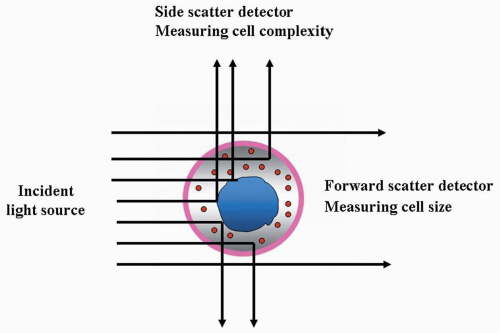 Side scatter detector
Measuring cell complexity
Incident
light source
Forward scatter detector
Measuring cell size